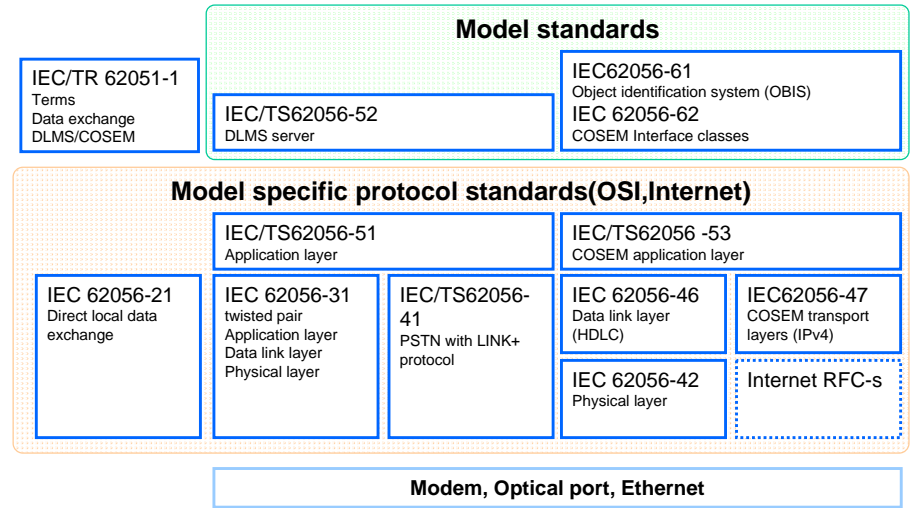 Model standards
IEC/TR 62051-1
Terms
Data exchange
DLMS/COSEM
IEC/TS62056-52
DLMS server
IEC62056-61
Object identification system (OBIS)
IEC 62056-62
COSEM Interface classes
Model specific protocol standards(OSI,Internet)
IEC/TS62056-51
Application layer
IEC/TS62056 -53
COSEM application layer
IEC 62056-21
Direct local data
exchange
IEC 62056-31
twisted pair
Application layer
Data link layer
Physical layer
IEC/TS62056-
41
PSTN with LINK+
protocol
IEC 62056-46
Data link layer
(HDLC)
IEC62056-47
COSEM transport
layers (IPv4)
IEC 62056-42
Physical layer
Internet RFC-s
Modem, Optical port, Ethernet